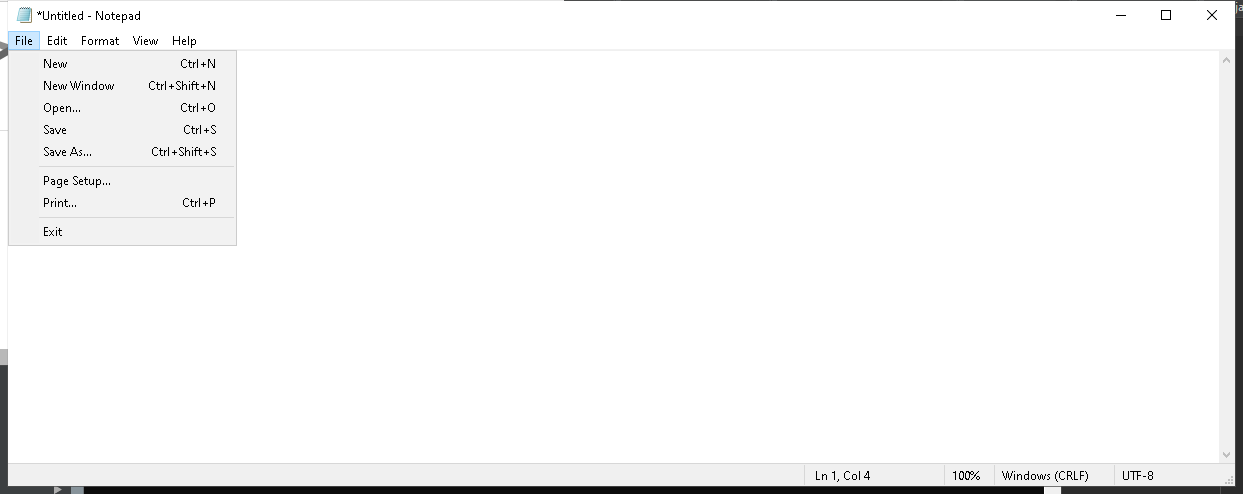 *Untitled - Notepad
File Edit Format View Help
New Ctrl+N
New Window Ctrl+Shift+N
Open... Ctrl+O
Save Ctrl+S
Save As... Ctrl+Shift+S
Page Setup...
Print... Ctrl+P
Exit
Ln 1, Col 4 100% Windows (CRLF) UTF-8